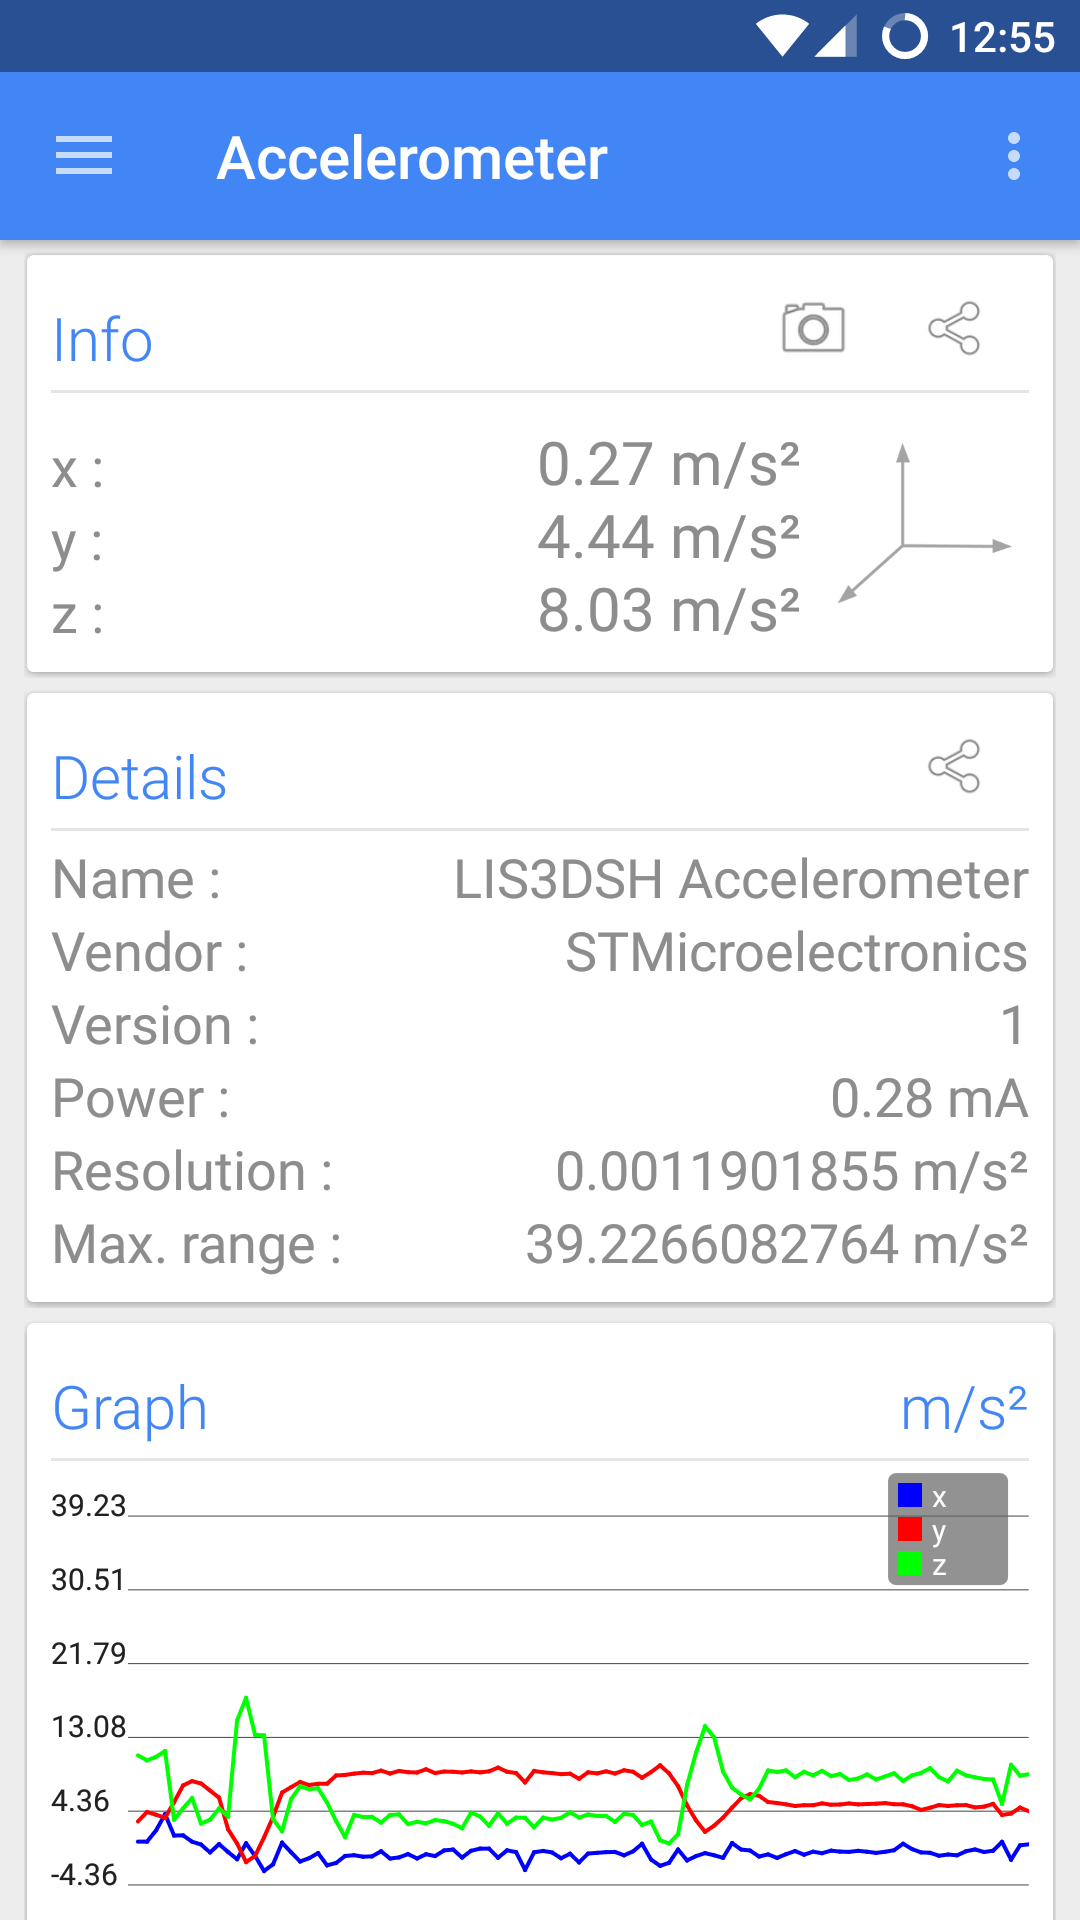 12:55
Accelerometer
Info
x : 0.27 m/s²
y : 4.44 m/s²
z : 8.03 m/s²
Details
Name : LIS3DSH Accelerometer
Vendor : STMicroelectronics
Version : 1
Power : 0.28 mA
Resolution : 0.0011901855 m/s²
Max. range : 39.2266082764 m/s²
Graph m/s²
39.23
x
y
30.51
z
21.79
13.08
4.36
-4.36